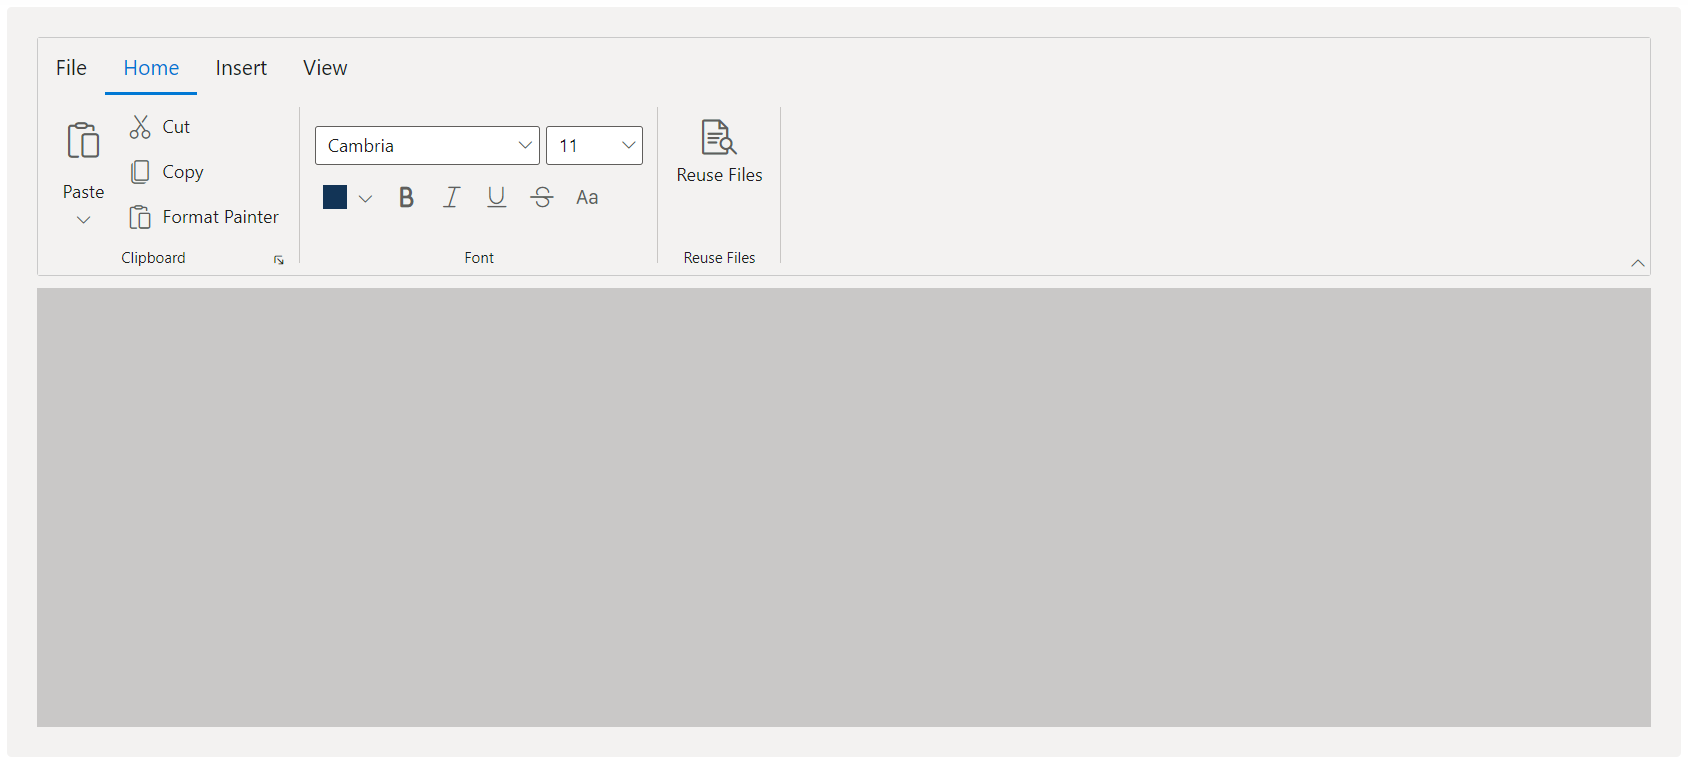 File Home Insert View
Paste
Cut
Copy
Format Painter
Clipboard
Cambria 11
B I U S Aa
Font
Reuse Files
Reuse Files